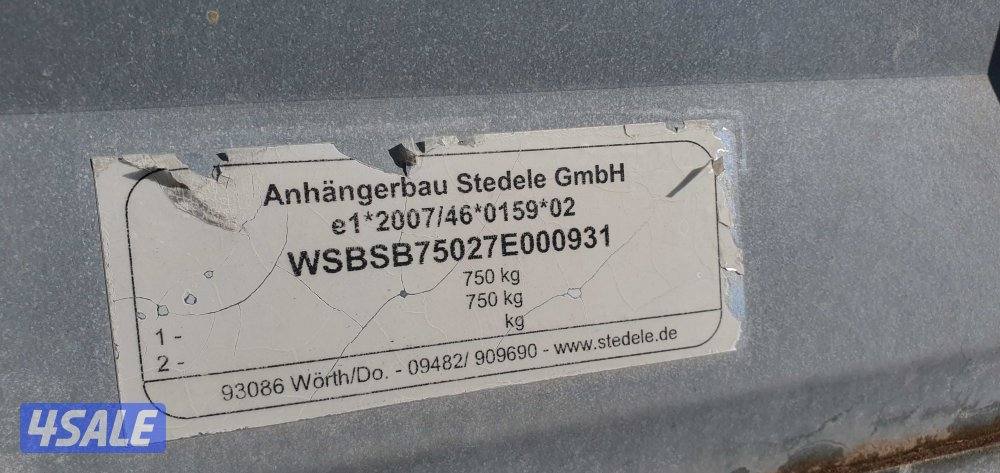 Anhängerbau Stedele GmbH
e1*2007/46*0159*02
WSBSB75027E000931
750 kg
1 - 750 kg
2 - kg
93086 Wörth/Do. - 09482/ 909690 - www.stedele.de
4SALE